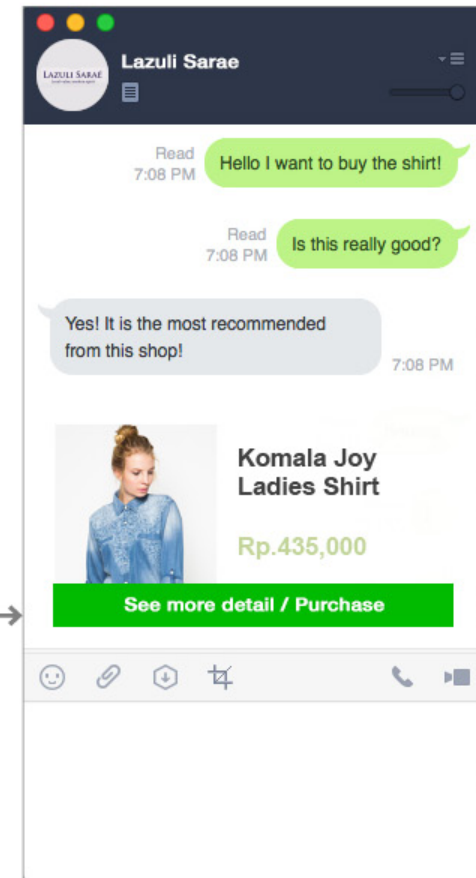 LAZULI SARAÉ
Lazuli Sarae
Read
7:08 PM
Hello I want to buy the shirt!
Read
7:08 PM
Is this really good?
Yes! It is the most recommended
from this shop!
7:08 PM
Komala Joy
Ladies Shirt
Rp.435,000
See more detail / Purchase